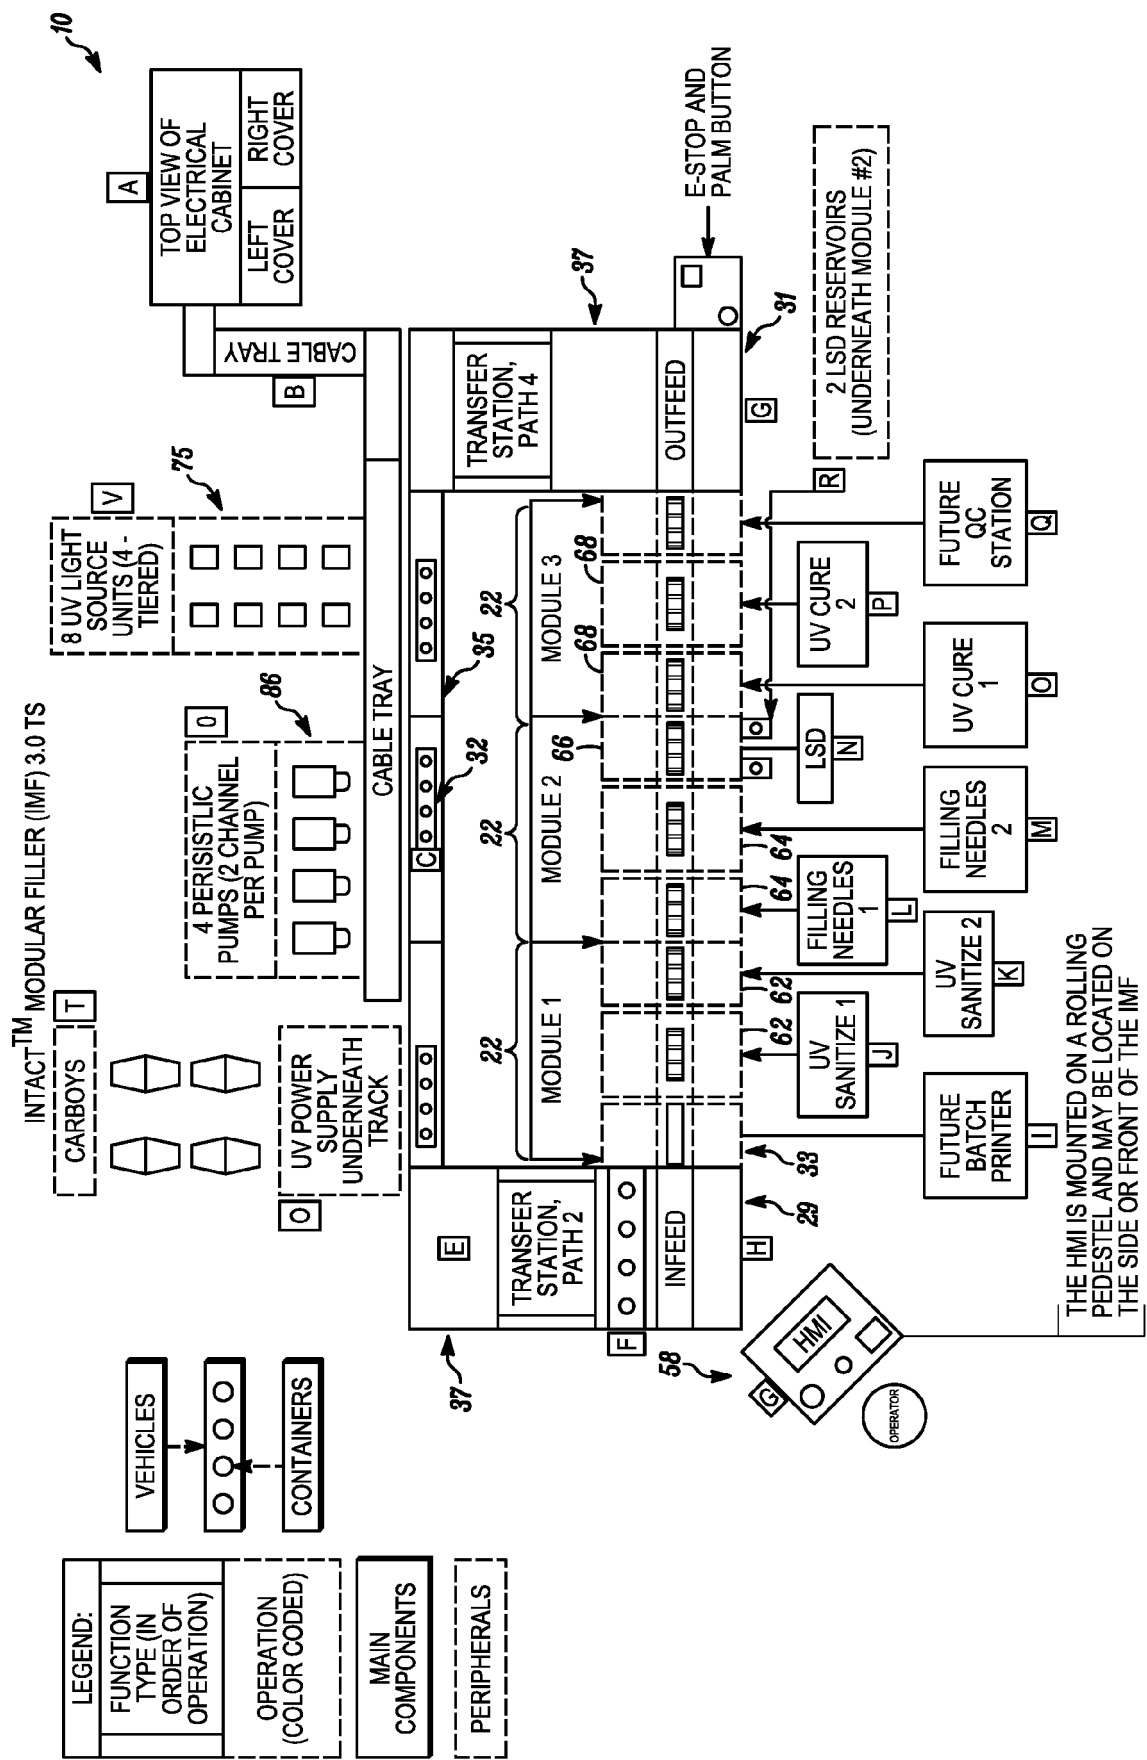 INTACT™ MODULAR FILLER (IMF) 3.0 TS
10
LEGEND:
FUNCTION
TYPE (IN
ORDER OF
OPERATION)
OPERATION
(COLOR CODED)
MAIN
COMPONENTS
PERIPHERALS
VEHICLES
CONTAINERS
CARBOYS
T
4 PERISISTLIC
PUMPS (2 CHANNEL
PER PUMP)
0
86
8 UV LIGHT
SOURCE
UNITS (4 -
TIERED)
V
75
A
TOP VIEW OF
ELECTRICAL
CABINET
LEFT
COVER
RIGHT
COVER
CABLE TRAY
B
O
UV POWER
SUPPLY
UNDERNEATH
TRACK
CABLE TRAY
37
E
TRANSFER
STATION,
PATH 2
F
INFEED
H
29
C
32
35
22
22
22
MODULE 1
MODULE 2
MODULE 3
66
68
68
TRANSFER
STATION,
PATH 4
37
OUTFEED
G
31
E-STOP AND
PALM BUTTON
33
62
62
64
64
UV
SANITIZE 1
J
FILLING
NEEDLES
1
L
LSD
N
UV CURE
2
P
R
2 LSD RESERVOIRS
(UNDERNEATH MODULE #2)
FUTURE
BATCH
PRINTER
I
UV
SANITIZE 2
K
FILLING
NEEDLES
2
M
UV CURE
1
O
FUTURE
QC
STATION
Q
58
G
HMI
OPERATOR
THE HMI IS MOUNTED ON A ROLLING
PEDESTEL AND MAY BE LOCATED ON
THE SIDE OR FRONT OF THE IMF